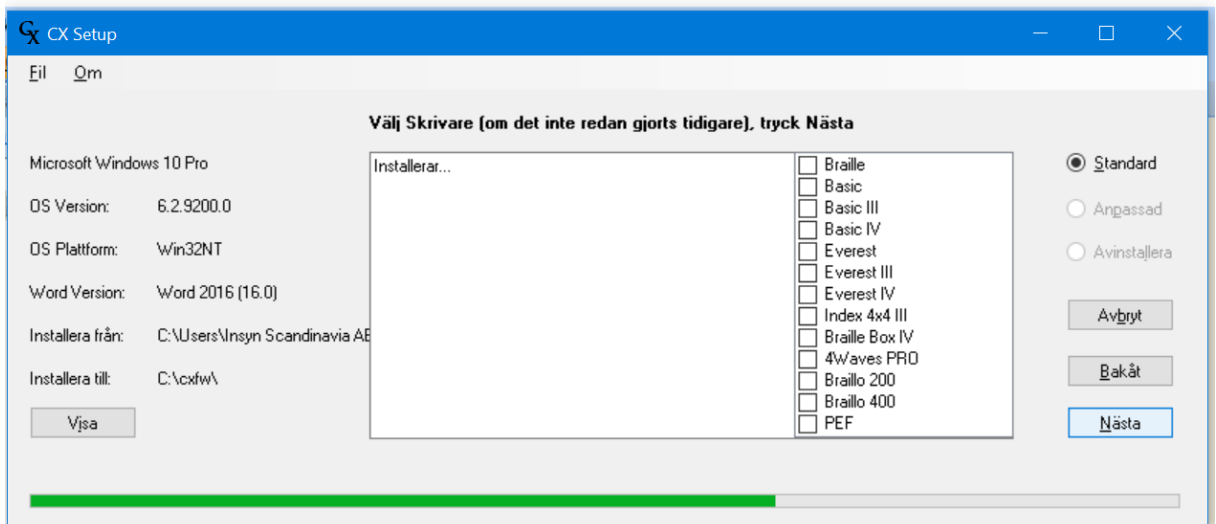 CX CX Setup
Fil Om
Välj Skrivare (om det inte redan gjorts tidigare), tryck Nästa
Microsoft Windows 10 Pro
OS Version: 6.2.9200.0
OS Plattform: Win32NT
Word Version: Word 2016 (16.0)
Installera från: C:\Users\Insyn Scandinavia AB
Installera till: C:\cxfw\
Visa
Installerar...
Braille
Basic
Basic III
Basic IV
Everest
Everest III
Everest IV
Index 4x4 III
Braille Box IV
4Waves PRO
Braillo 200
Braillo 400
PEF
Standard
Anpassad
Avinstallera
Avbryt
Bakåt
Nästa